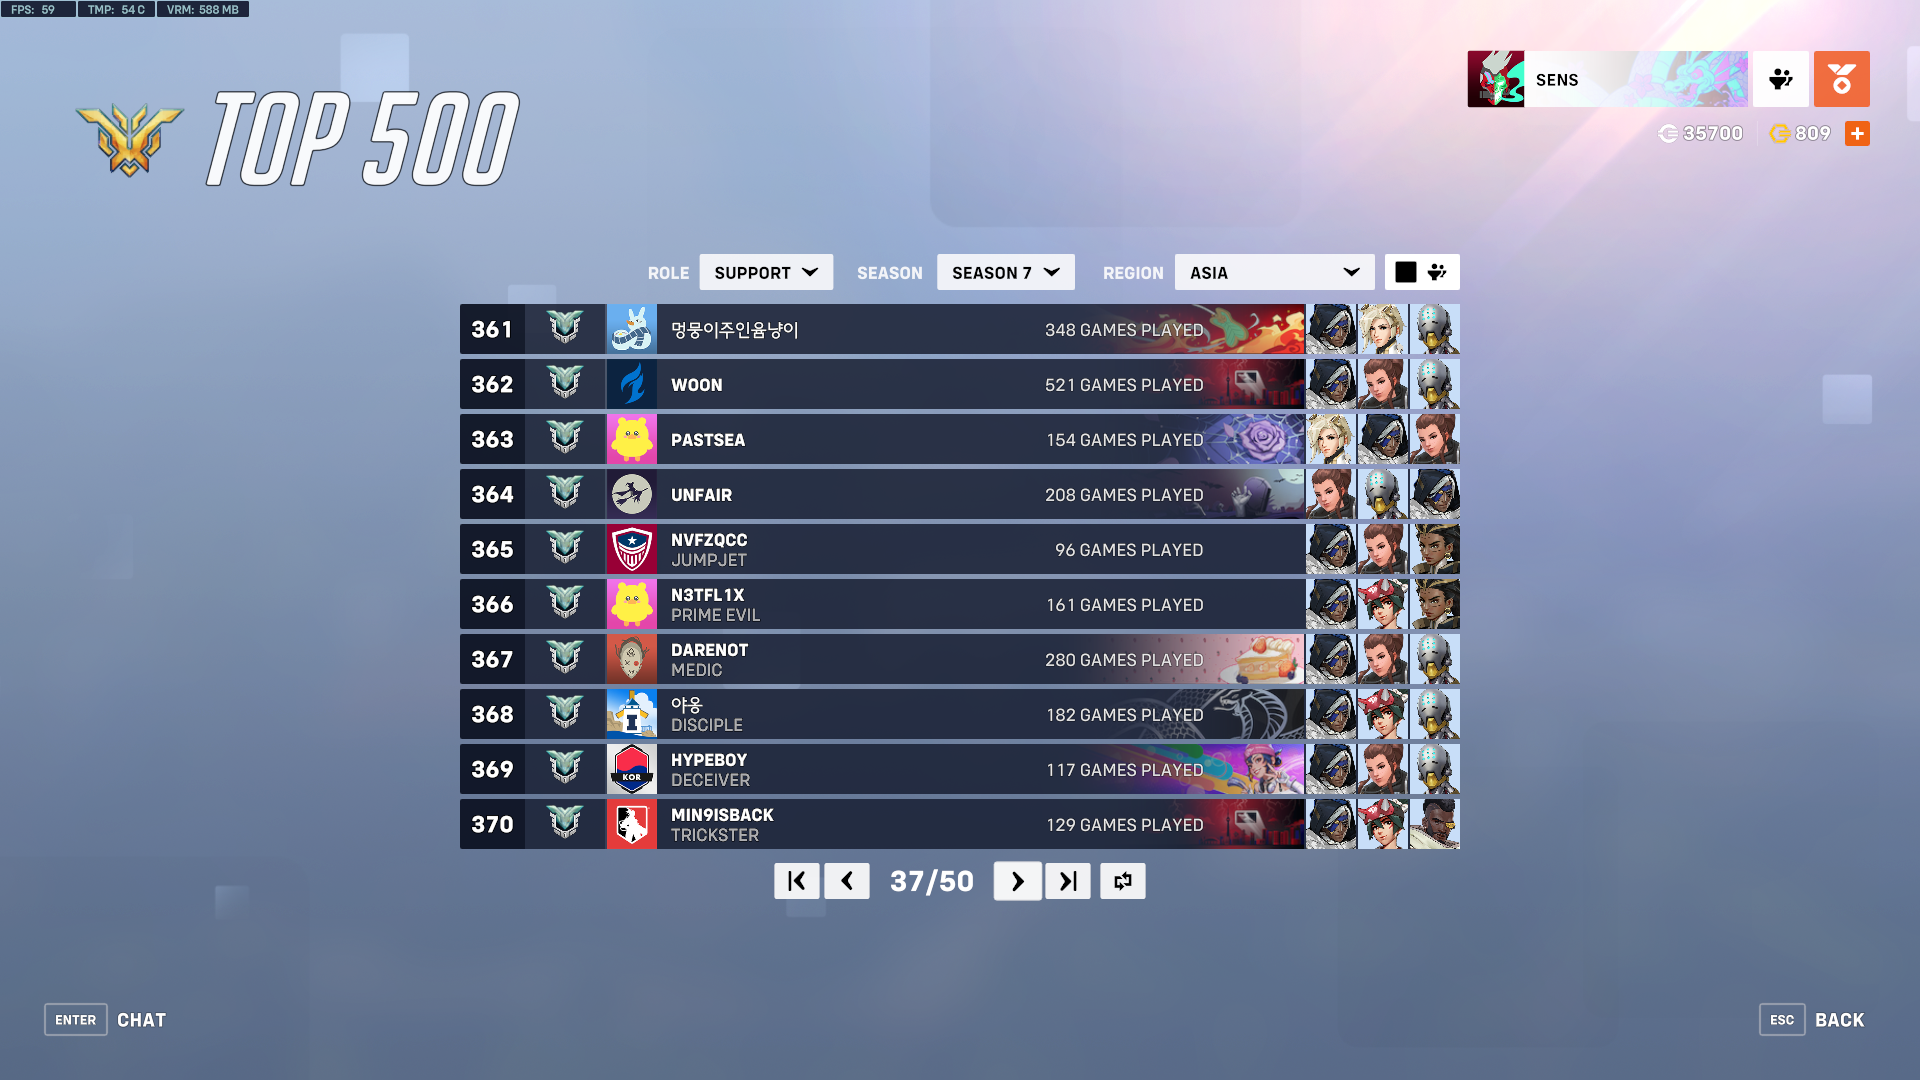 FPS: 59 TMP: 54 C VRM: 588 MB
TOP 500
SENS
35700 809
ROLE SUPPORT SEASON SEASON 7 REGION ASIA
361 멍뭉이주인윰냥이 348 GAMES PLAYED
362 WOON 521 GAMES PLAYED
363 PASTSEA 154 GAMES PLAYED
364 UNFAIR 208 GAMES PLAYED
365 NVFZQCC 96 GAMES PLAYED
JUMPJET
366 N3TFL1X 161 GAMES PLAYED
PRIME EVIL
367 DARENOT 280 GAMES PLAYED
MEDIC
368 야옹 182 GAMES PLAYED
DISCIPLE
369 KOR HYPEBOY 117 GAMES PLAYED
DECEIVER
370 MIN9ISBACK 129 GAMES PLAYED
TRICKSTER
37/50
ENTER CHAT
ESC BACK